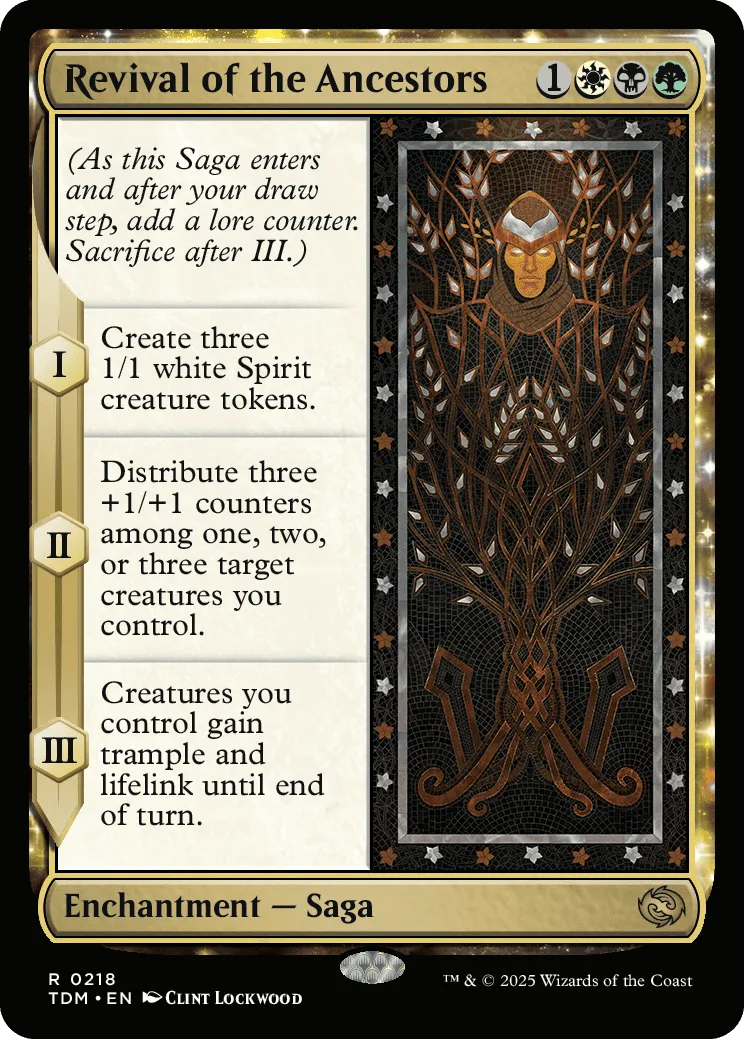 Revival of the Ancestors 1
(As this Saga enters
and after your draw
step, add a lore counter.
Sacrifice after III.)
I
Create three
1/1 white Spirit
creature tokens.
II
Distribute three
+1/+1 counters
among one, two,
or three target
creatures you
control.
III
Creatures you
control gain
trample and
lifelink until end
of turn.
Enchantment — Saga
R 0218
TDM • EN Clint Lockwood
™ & © 2025 Wizards of the Coast